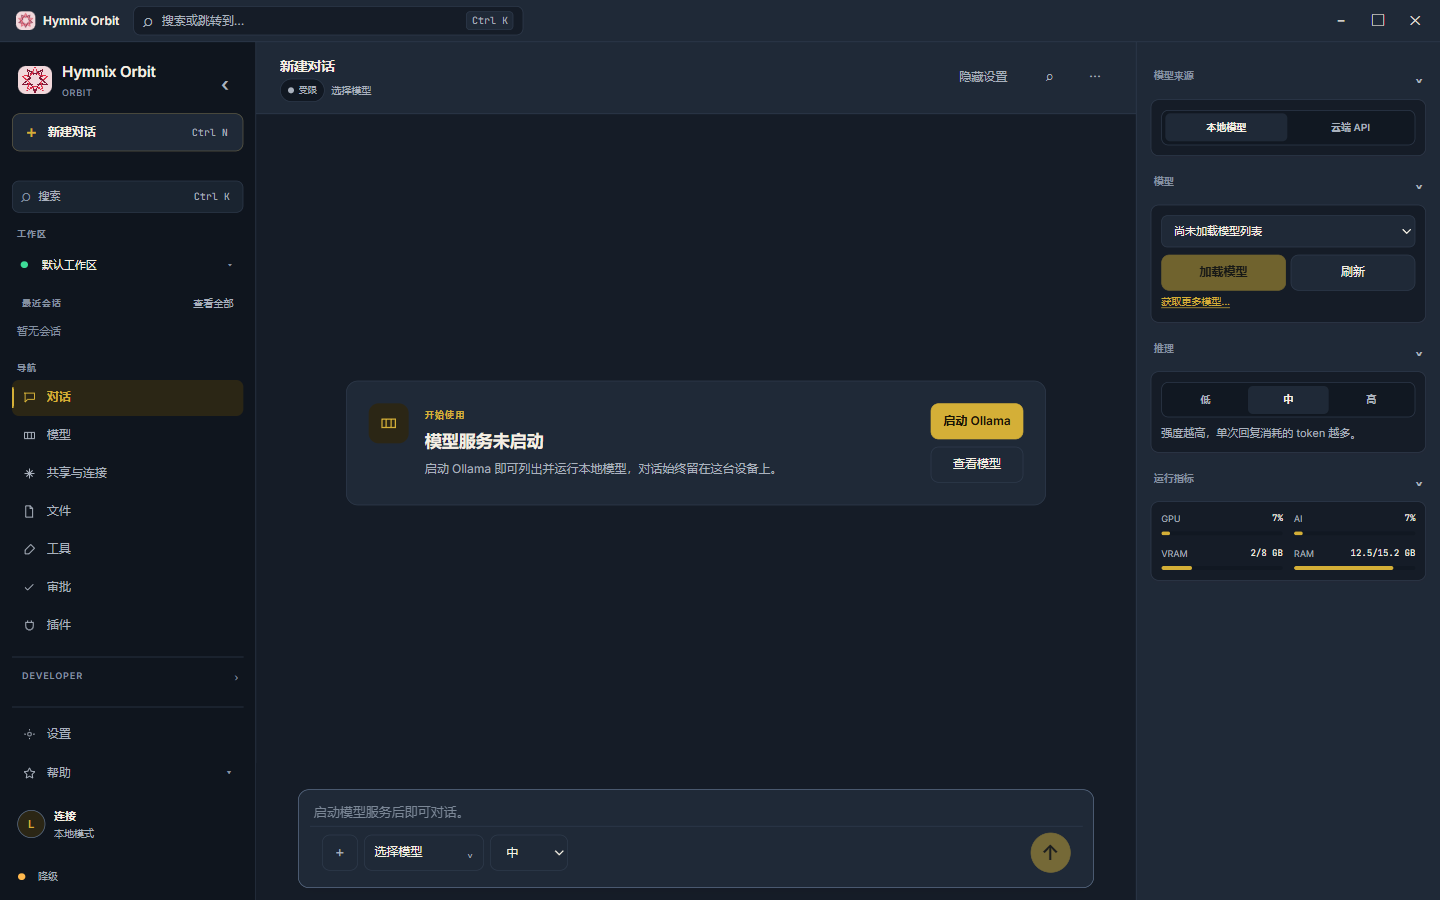 Hymnix Orbit
搜索或跳转到...
Ctrl K
Hymnix Orbit
ORBIT
新建对话
Ctrl N
搜索
Ctrl K
工作区
默认工作区
最近会话
查看全部
暂无会话
导航
对话
模型
共享与连接
文件
工具
审批
插件
DEVELOPER
设置
帮助
L
连接
本地模式
降级
新建对话
受限
选择模型
隐藏设置
开始使用
模型服务未启动
启动 Ollama 即可列出并运行本地模型，对话始终留在这台设备上。
启动 Ollama
查看模型
启动模型服务后即可对话。
+
选择模型
中
模型来源
本地模型
云端 API
模型
尚未加载模型列表
加载模型
刷新
获取更多模型...
推理
低
中
高
强度越高，单次回复消耗的 token 越多。
运行指标
GPU
7%
AI
7%
VRAM
2/8 GB
RAM
12.5/15.2 GB